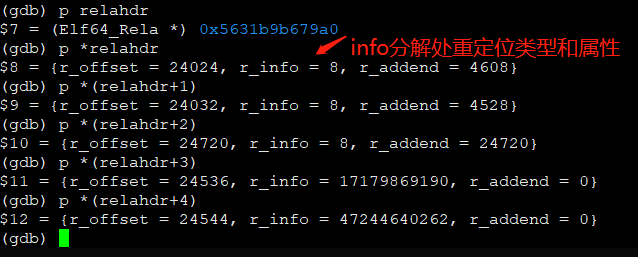 (gdb) p relahdr
$7 = (Elf64_Rela *) 0x5631b9b679a0
(gdb) p *relahdr
info分解处重定位类型和属性
$8 = {r_offset = 24024, r_info = 8, r_addend = 4608}
(gdb) p *(relahdr+1)
$9 = {r_offset = 24032, r_info = 8, r_addend = 4528}
(gdb) p *(relahdr+2)
$10 = {r_offset = 24720, r_info = 8, r_addend = 24720}
(gdb) p *(relahdr+3)
$11 = {r_offset = 24536, r_info = 17179869190, r_addend = 0}
(gdb) p *(relahdr+4)
$12 = {r_offset = 24544, r_info = 47244640262, r_addend = 0}
(gdb)